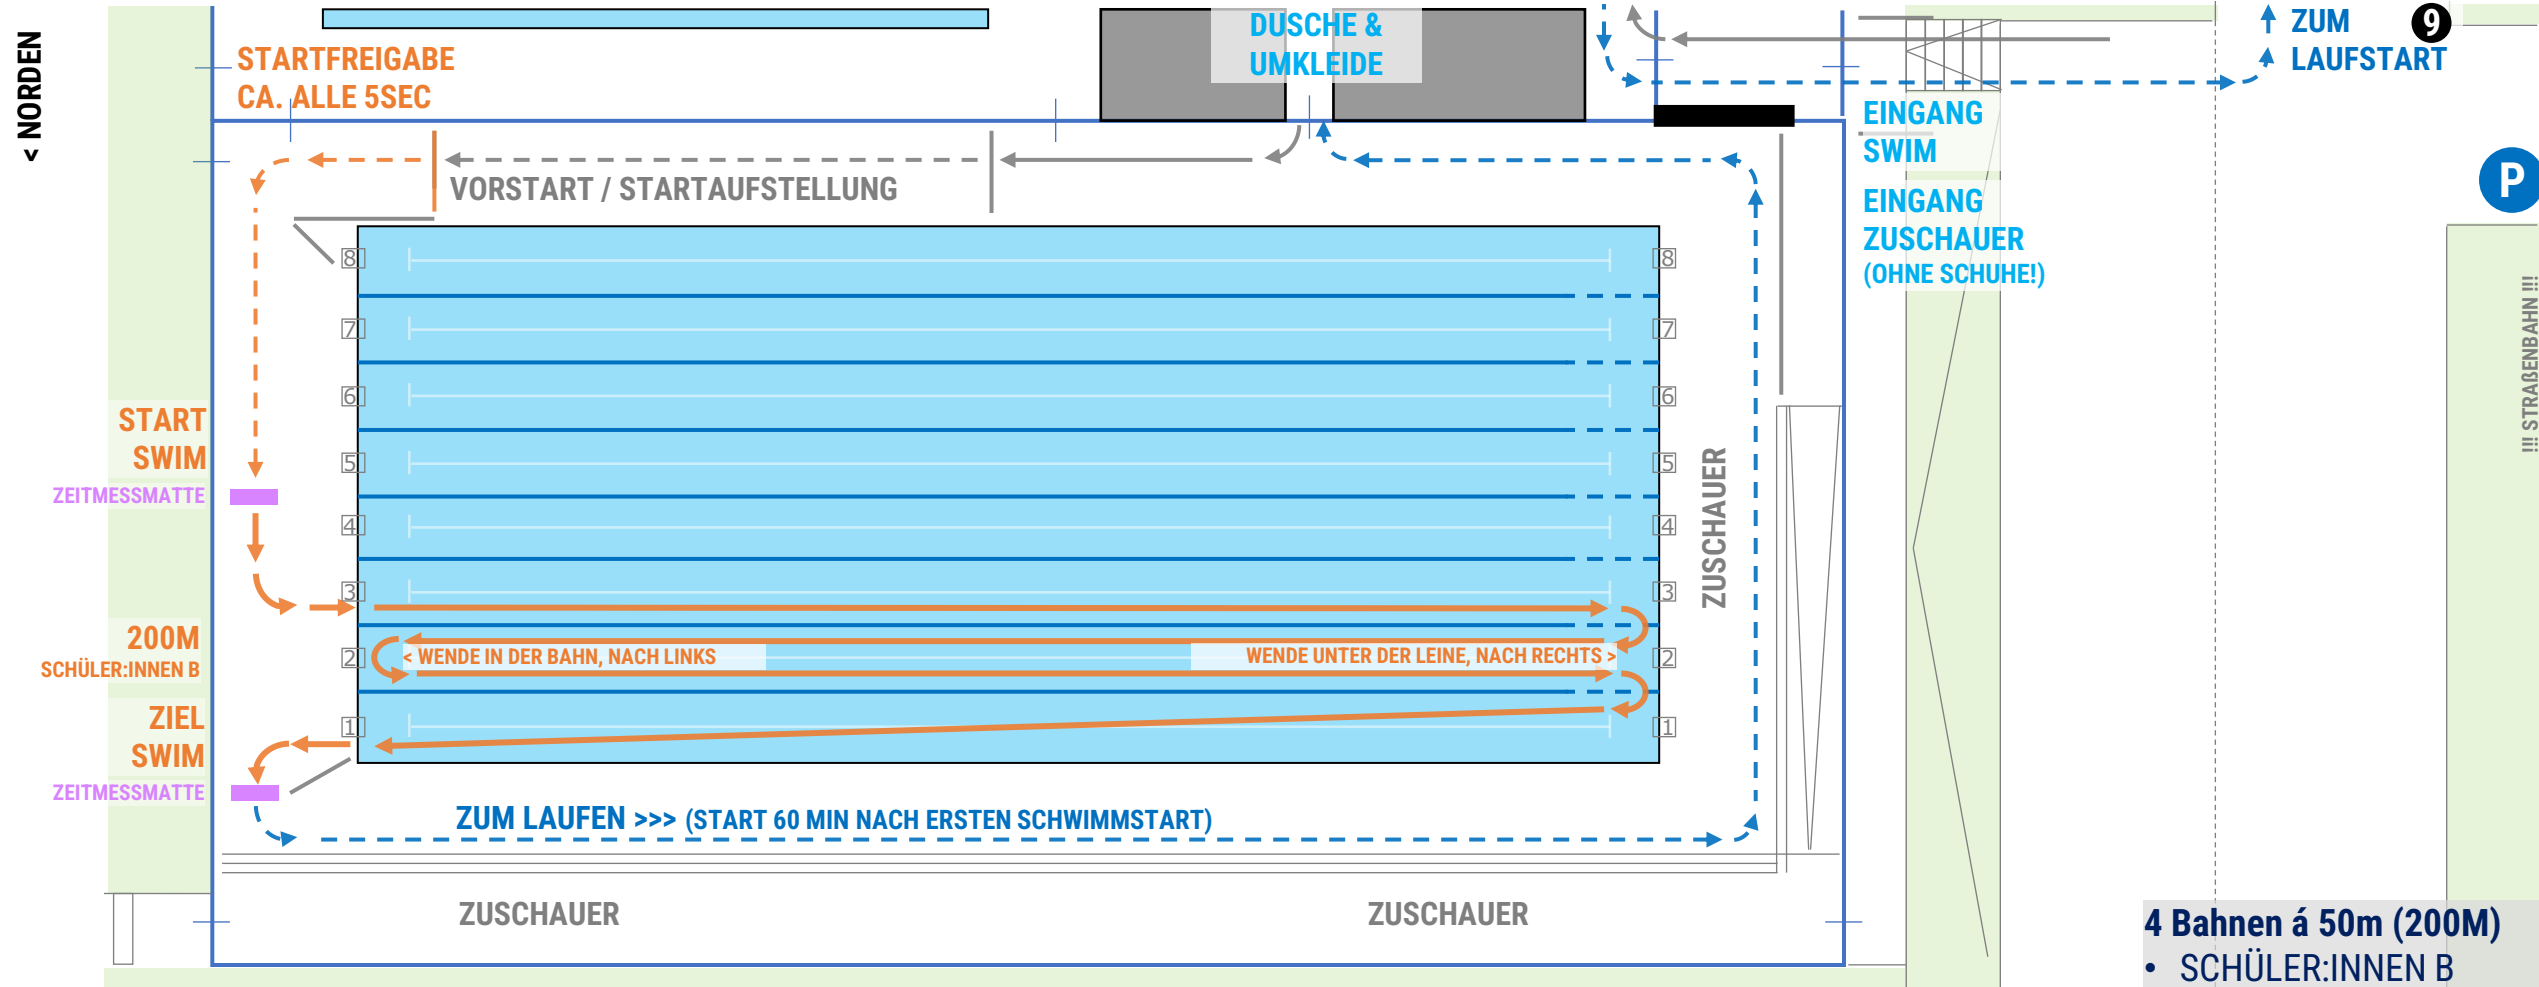 < NORDEN
STARTFREIGABE
CA. ALLE 5SEC
DUSCHE &
UMKLEIDE
ZUM
LAUFSTART
9
EINGANG
SWIM
EINGANG
ZUSCHAUER
(OHNE SCHUHE!)
P
!!! STRAßENBAHN !!!
VORSTART / STARTAUFSTELLUNG
8
8
7
7
6
6
5
5
4
4
3
3
2
2
1
1
START
SWIM
ZEITMESSMATTE
200M
SCHÜLER:INNEN B
ZIEL
SWIM
ZEITMESSMATTE
< WENDE IN DER BAHN, NACH LINKS
WENDE UNTER DER LEINE, NACH RECHTS >
ZUSCHAUER
ZUM LAUFEN >>> (START 60 MIN NACH ERSTEN SCHWIMMSTART)
ZUSCHAUER
ZUSCHAUER
4 Bahnen á 50m (200M)
• SCHÜLER:INNEN B